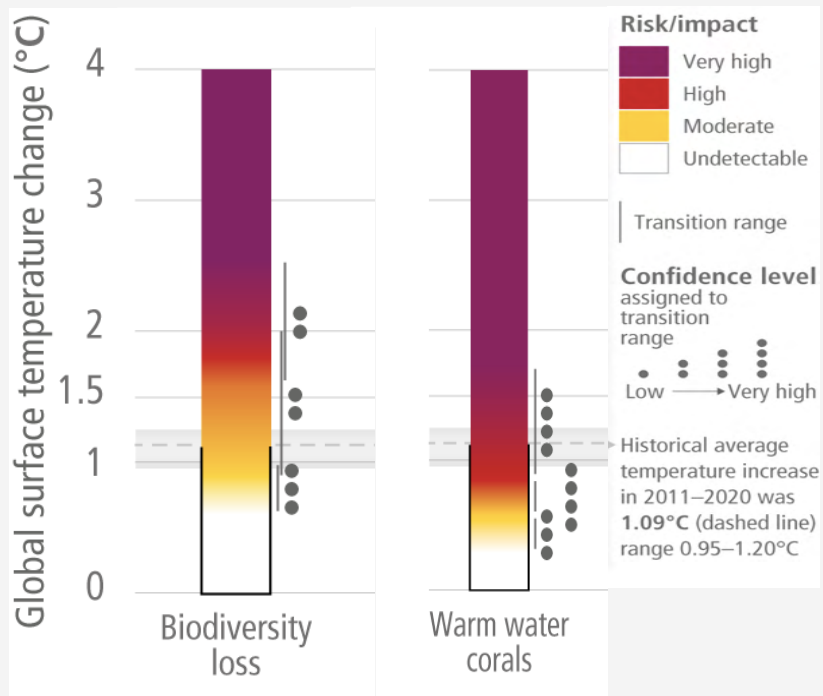 Global surface temperature change (°C)
4
3
2
1.5
1
0
Biodiversity
loss
Warm water
corals
Risk/impact
Very high
High
Moderate
Undetectable
Transition range
Confidence level
assigned to
transition
range
Low Very high
Historical average
temperature increase
in 2011–2020 was
1.09°C (dashed line)
range 0.95–1.20°C